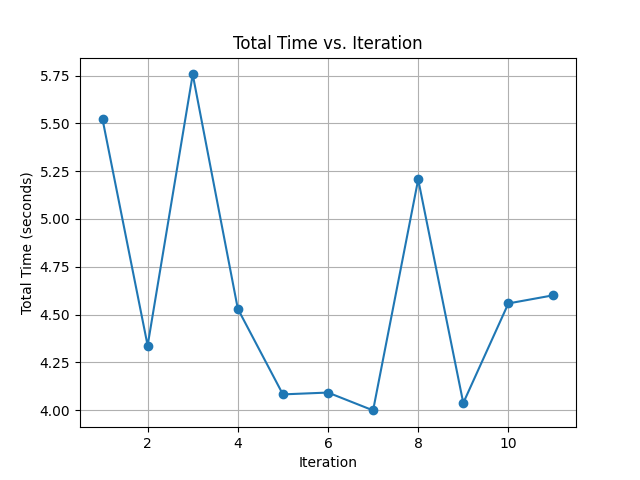 Total Time vs. Iteration
Total Time (seconds)
5.75
5.50
5.25
5.00
4.75
4.50
4.25
4.00
2 4 6 8 10
Iteration